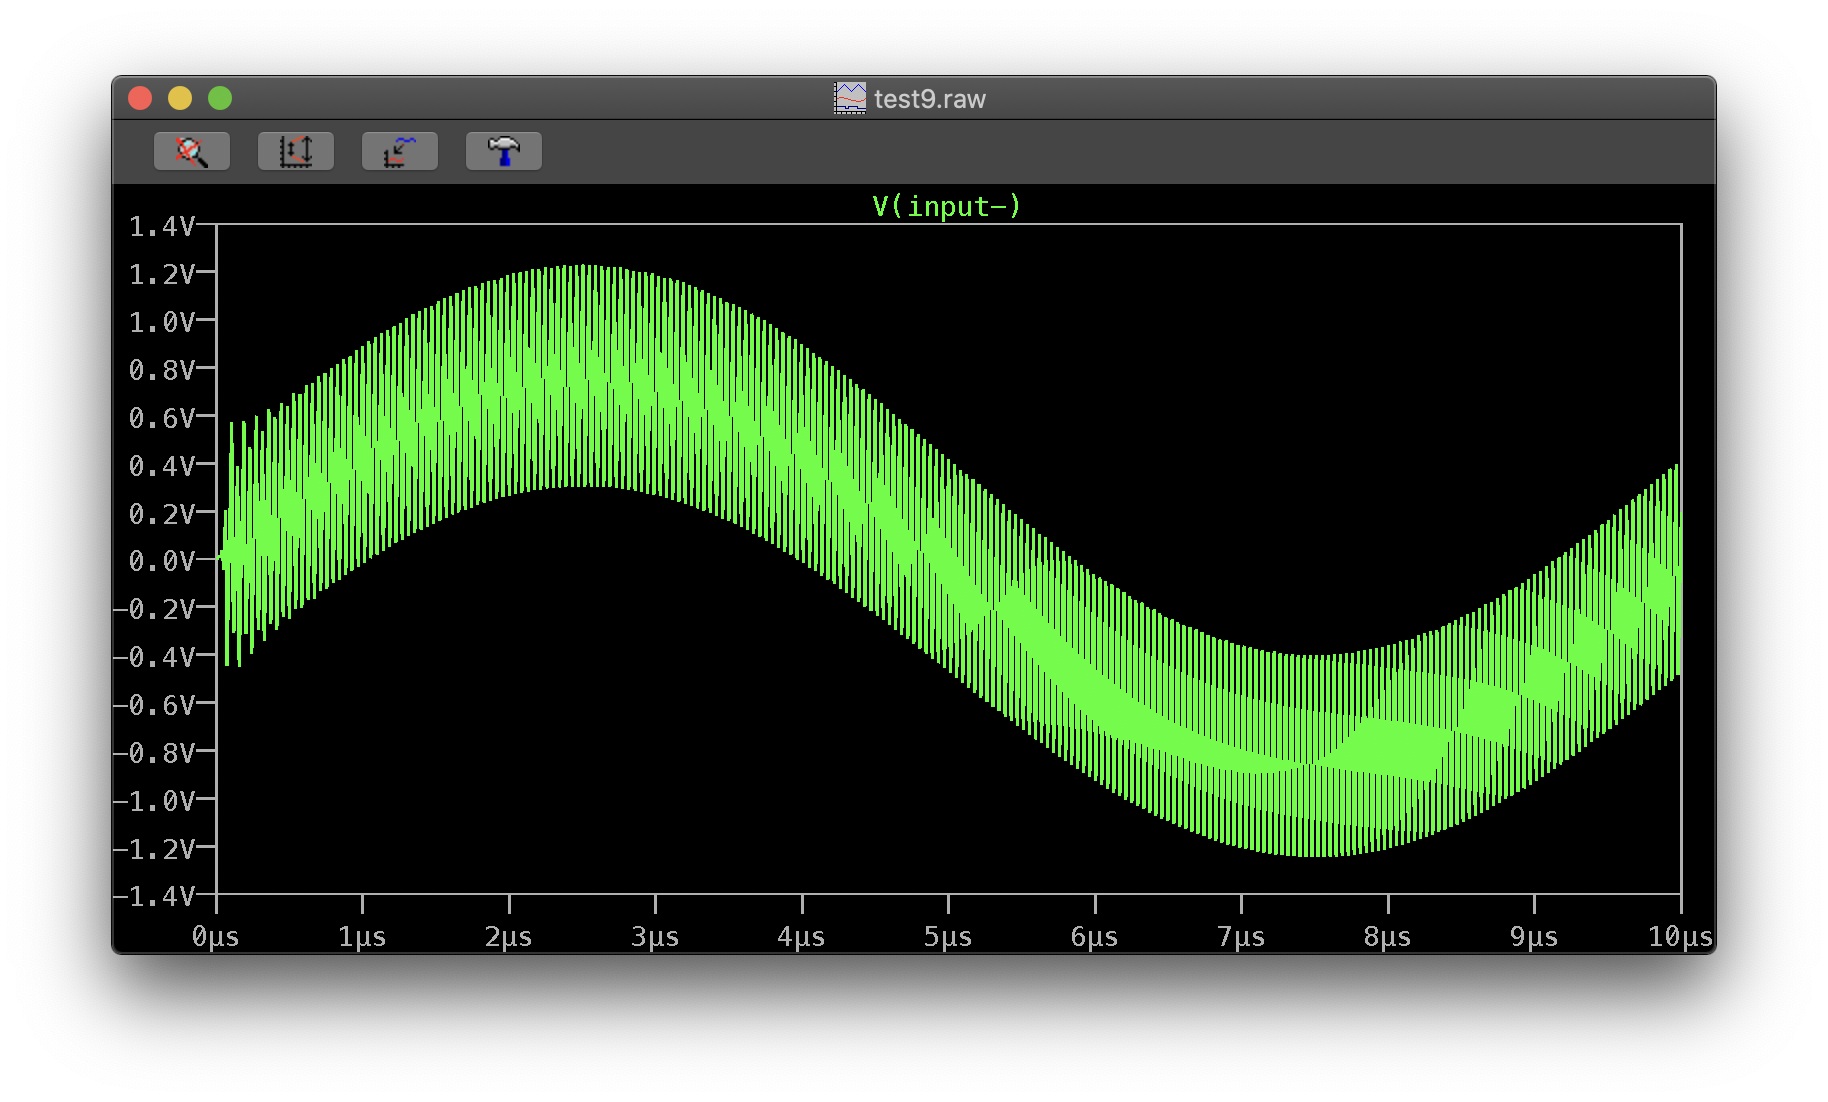 test9.raw
V(input−)
1.4V
1.2V
1.0V
0.8V
0.6V
0.4V
0.2V
0.0V
−0.2V
−0.4V
−0.6V
−0.8V
−1.0V
−1.2V
−1.4V
0µs 1µs 2µs 3µs 4µs 5µs 6µs 7µs 8µs 9µs 10µs